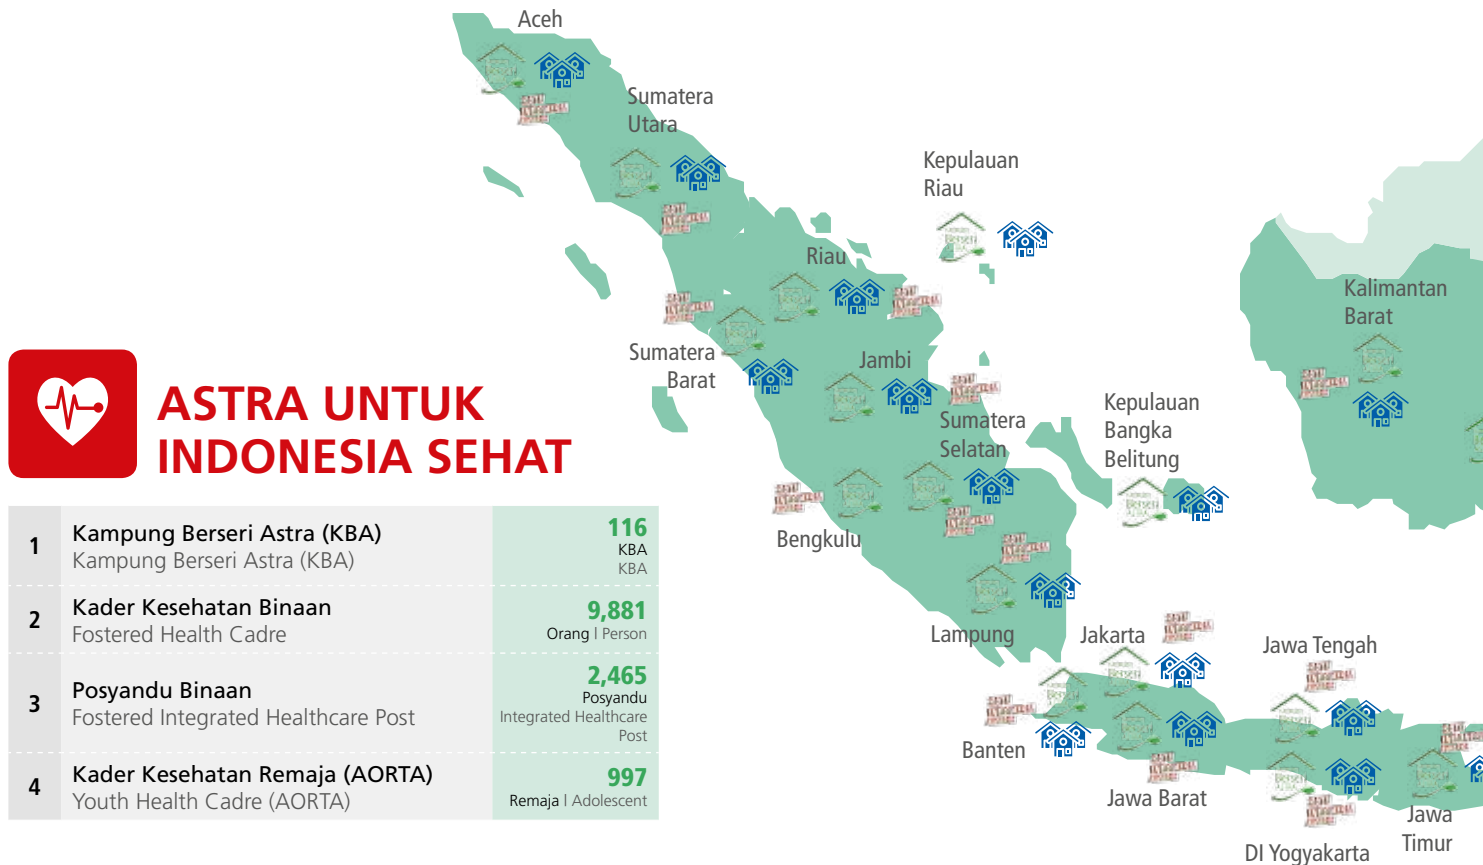 Aceh
Sumatera
Utara
Kepulauan
Riau
Riau
Kalimantan
Barat
Sumatera
Barat
Jambi
Sumatera
Selatan
Kepulauan
Bangka
Belitung
Bengkulu
Lampung
Jakarta
Jawa Tengah
Banten
Jawa Barat
Jawa
Timur
DI Yogyakarta
ASTRA UNTUK
INDONESIA SEHAT
1
Kampung Berseri Astra (KBA)
Kampung Berseri Astra (KBA)
116
KBA
KBA
2
Kader Kesehatan Binaan
Fostered Health Cadre
9,881
Orang | Person
3
Posyandu Binaan
Fostered Integrated Healthcare Post
2,465
Posyandu
Integrated Healthcare
Post
4
Kader Kesehatan Remaja (AORTA)
Youth Health Cadre (AORTA)
997
Remaja | Adolescent